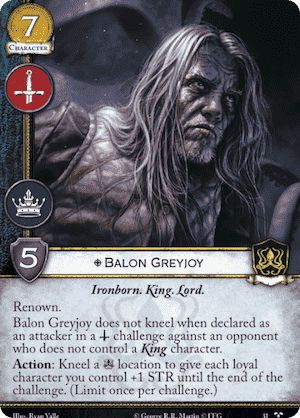 7
CHARACTER
5
BALON GREYJOY
Ironborn. King. Lord.
Renown.
Balon Greyjoy does not kneel when declared
as an attacker in a challenge against an opponent
who does not control a King character.
Action: Kneel a location to give each loyal
character you control +1 STR until the end of the
challenge. (Limit once per challenge.)
Illus. Ryan Valle
© George R.R. Martin © FFG